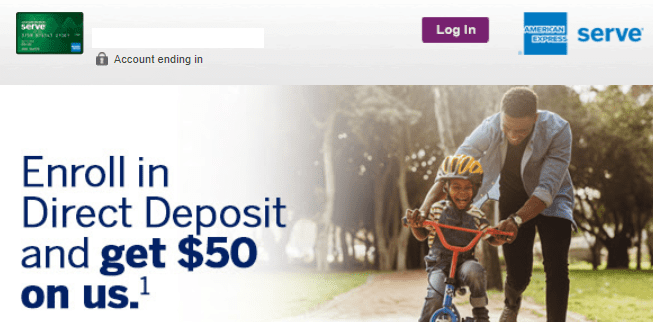 serve
Log In
AMERICAN
EXPRESS
serve
Account ending in
Enroll in
Direct Deposit
and get $50
on us.¹